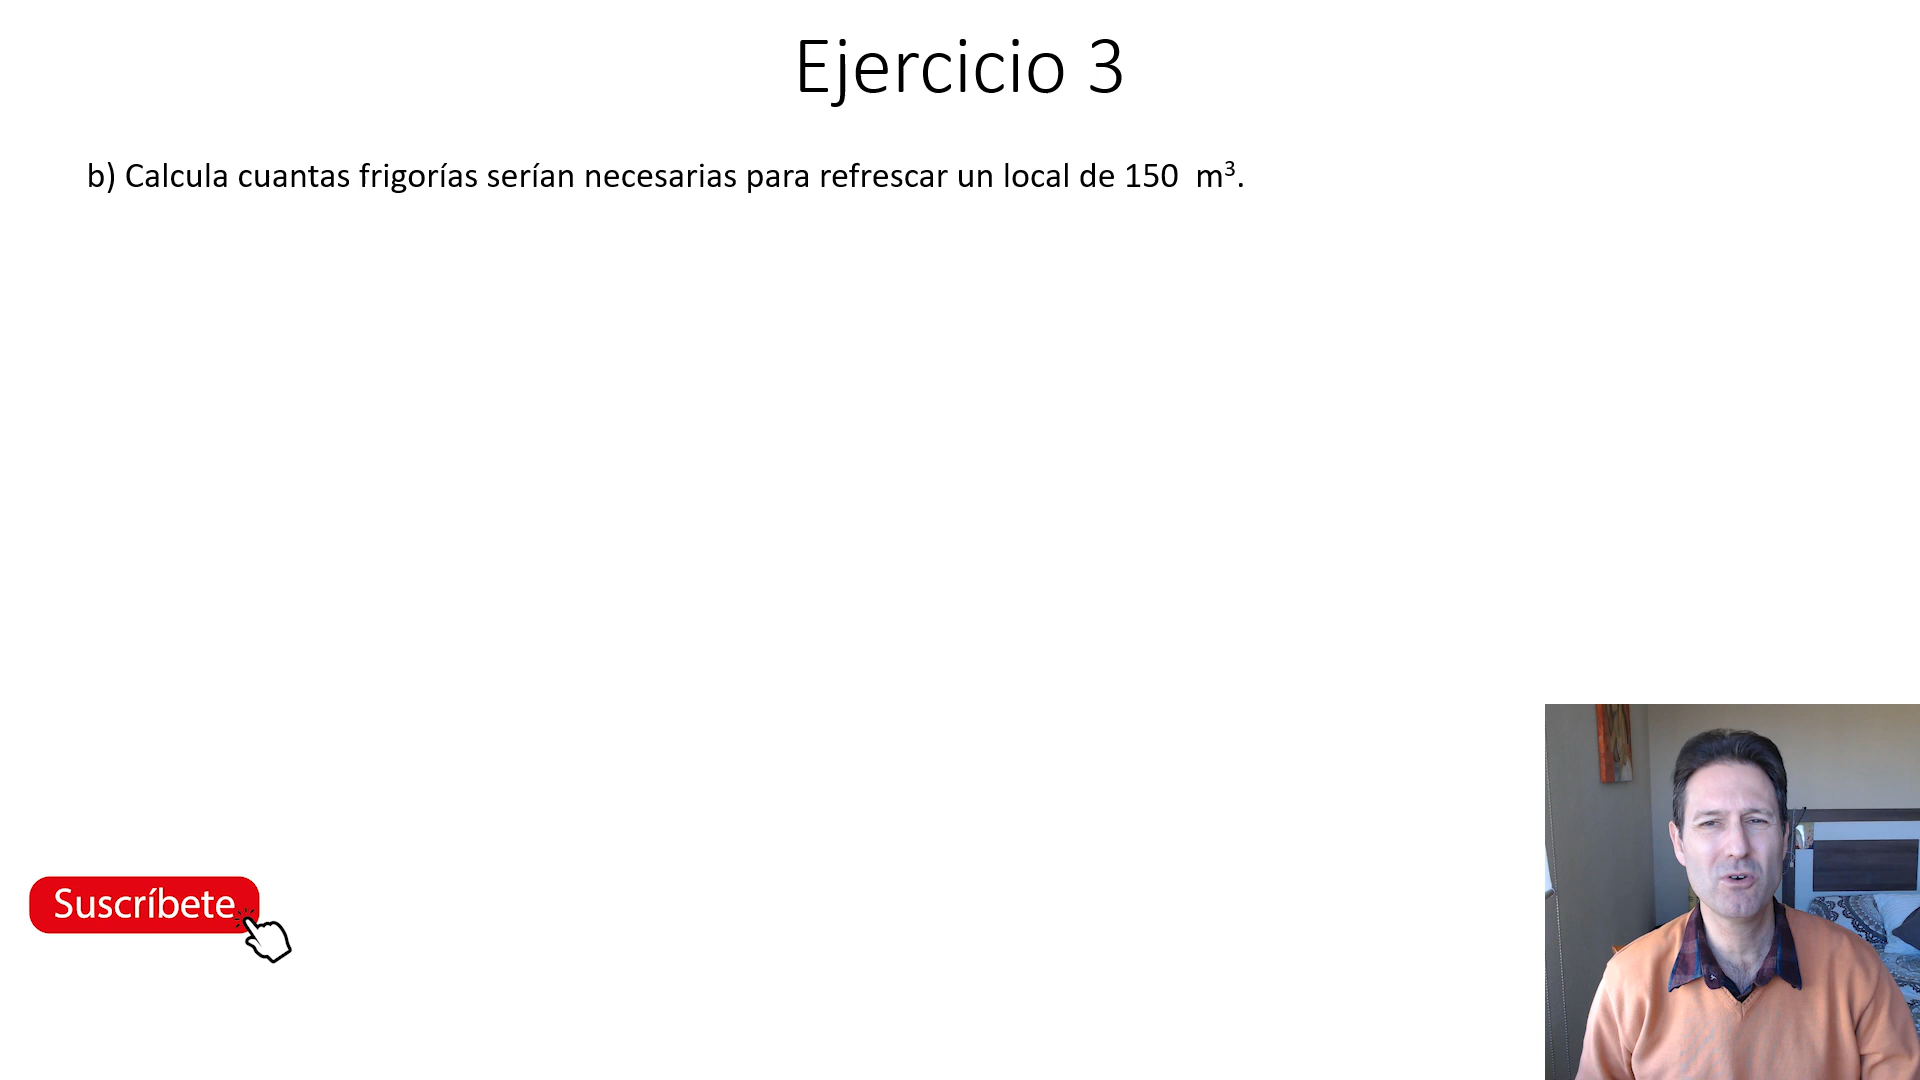 Ejercicio 3
b) Calcula cuantas frigorías serían necesarias para refrescar un local de 150 m³.
Suscríbete